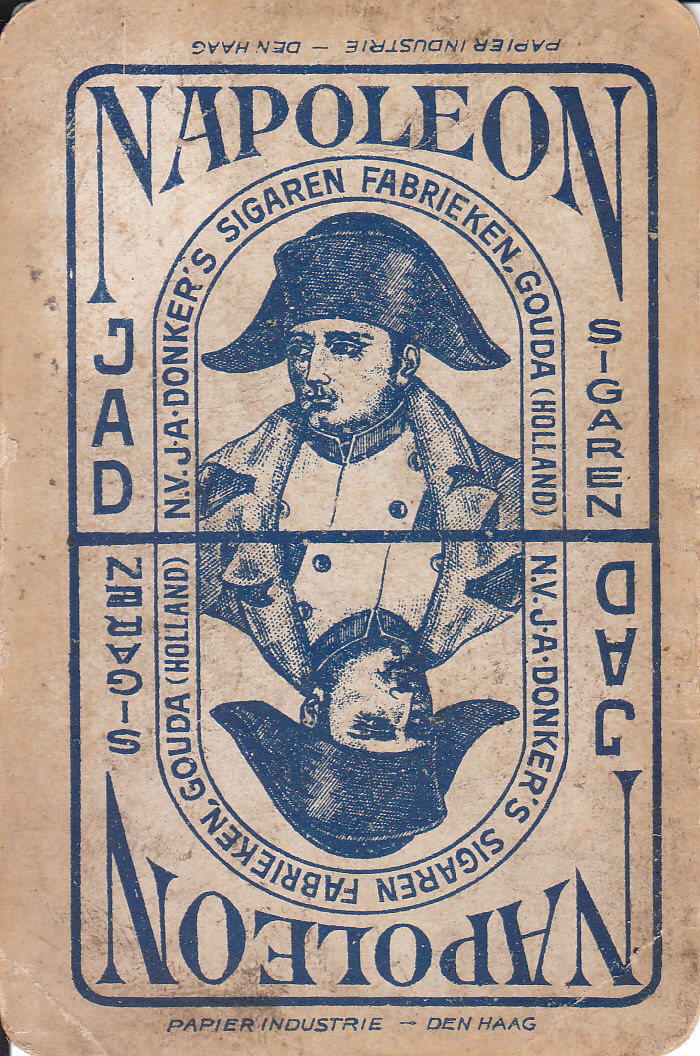 PAPIER INDUSTRIE — DEN HAAG
NAPOLEON
N.V. J·A·DONKER'S SIGAREN FABRIEKEN, GOUDA (HOLLAND)
JAD
SIGAREN
SIGAREN
JAD
N.V. J·A·DONKER'S SIGAREN FABRIEKEN, GOUDA (HOLLAND)
NAPOLEON
PAPIER INDUSTRIE — DEN HAAG